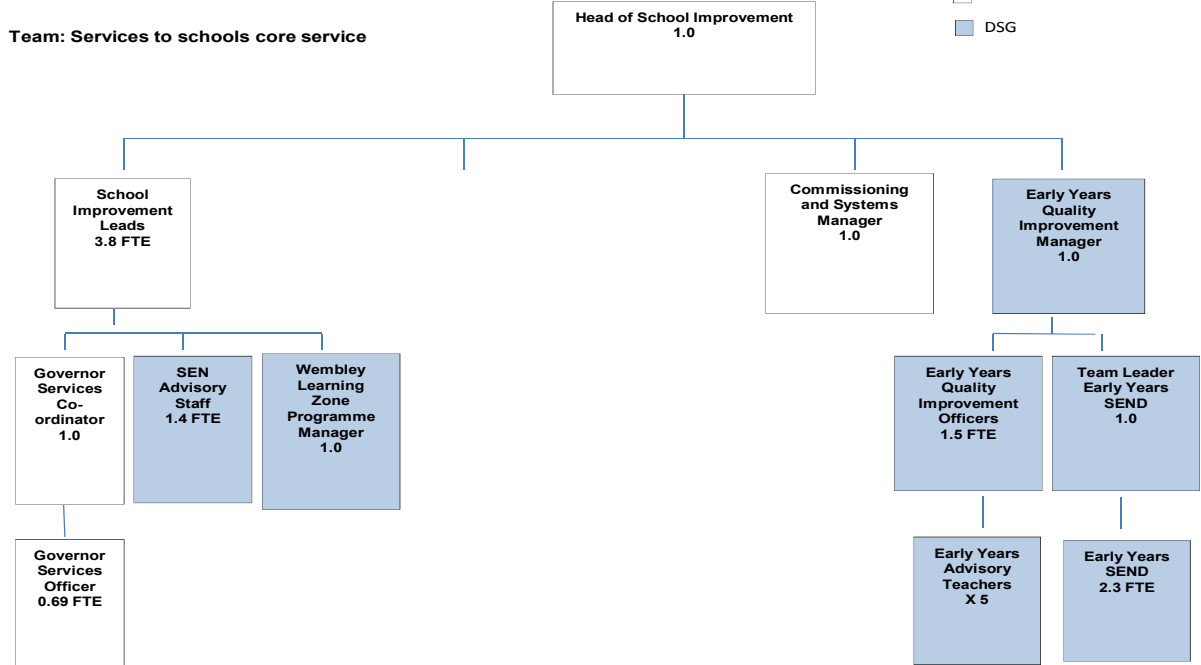 Team: Services to schools core service
Head of School Improvement
1.0
DSG
School
Improvement
Leads
3.8 FTE
Commissioning
and Systems
Manager
1.0
Early Years
Quality
Improvement
Manager
1.0
Governor
Services
Co-
ordinator
1.0
SEN
Advisory
Staff
1.4 FTE
Wembley
Learning
Zone
Programme
Manager
1.0
Early Years
Quality
Improvement
Officers
1.5 FTE
Team Leader
Early Years
SEND
1.0
Governor
Services
Officer
0.69 FTE
Early Years
Advisory
Teachers
X 5
Early Years
SEND
2.3 FTE